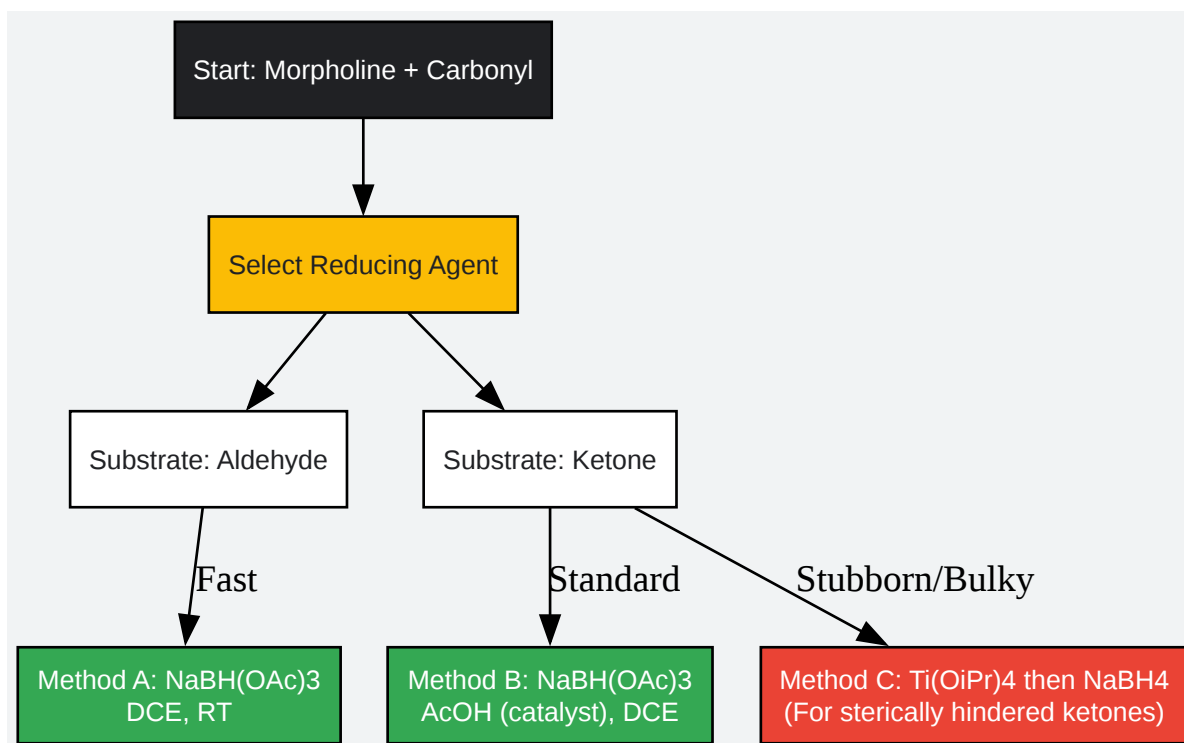 Start: Morpholine + Carbonyl
Select Reducing Agent
Substrate: Aldehyde
Substrate: Ketone
Fast
Standard
Stubborn/Bulky
Method A: NaBH(OAc)3
DCE, RT
Method B: NaBH(OAc)3
AcOH (catalyst), DCE
Method C: Ti(OiPr)4 then NaBH4
(For sterically hindered ketones)